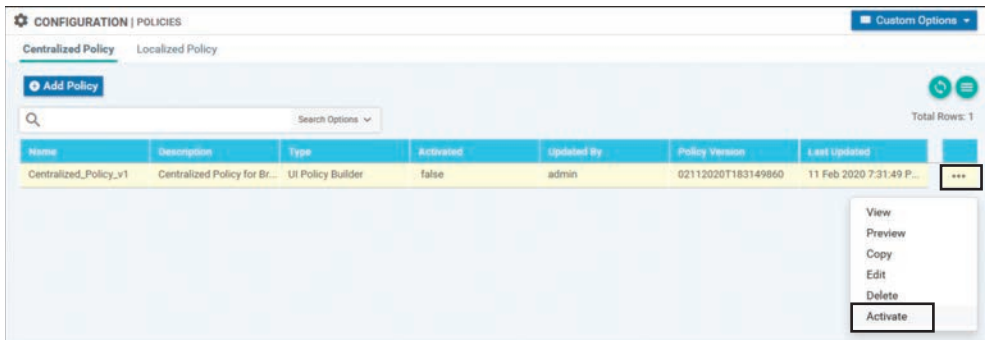 CONFIGURATION | POLICIES
Custom Options
Centralized Policy Localized Policy
Add Policy
Search Options
Total Rows: 1
Name Description Type Activated Updated By Policy Version Last Updated
Centralized_Policy_v1 Centralized Policy for Br... UI Policy Builder false admin 02112020T183149860 11 Feb 2020 7:31:49 P...
View
Preview
Copy
Edit
Delete
Activate